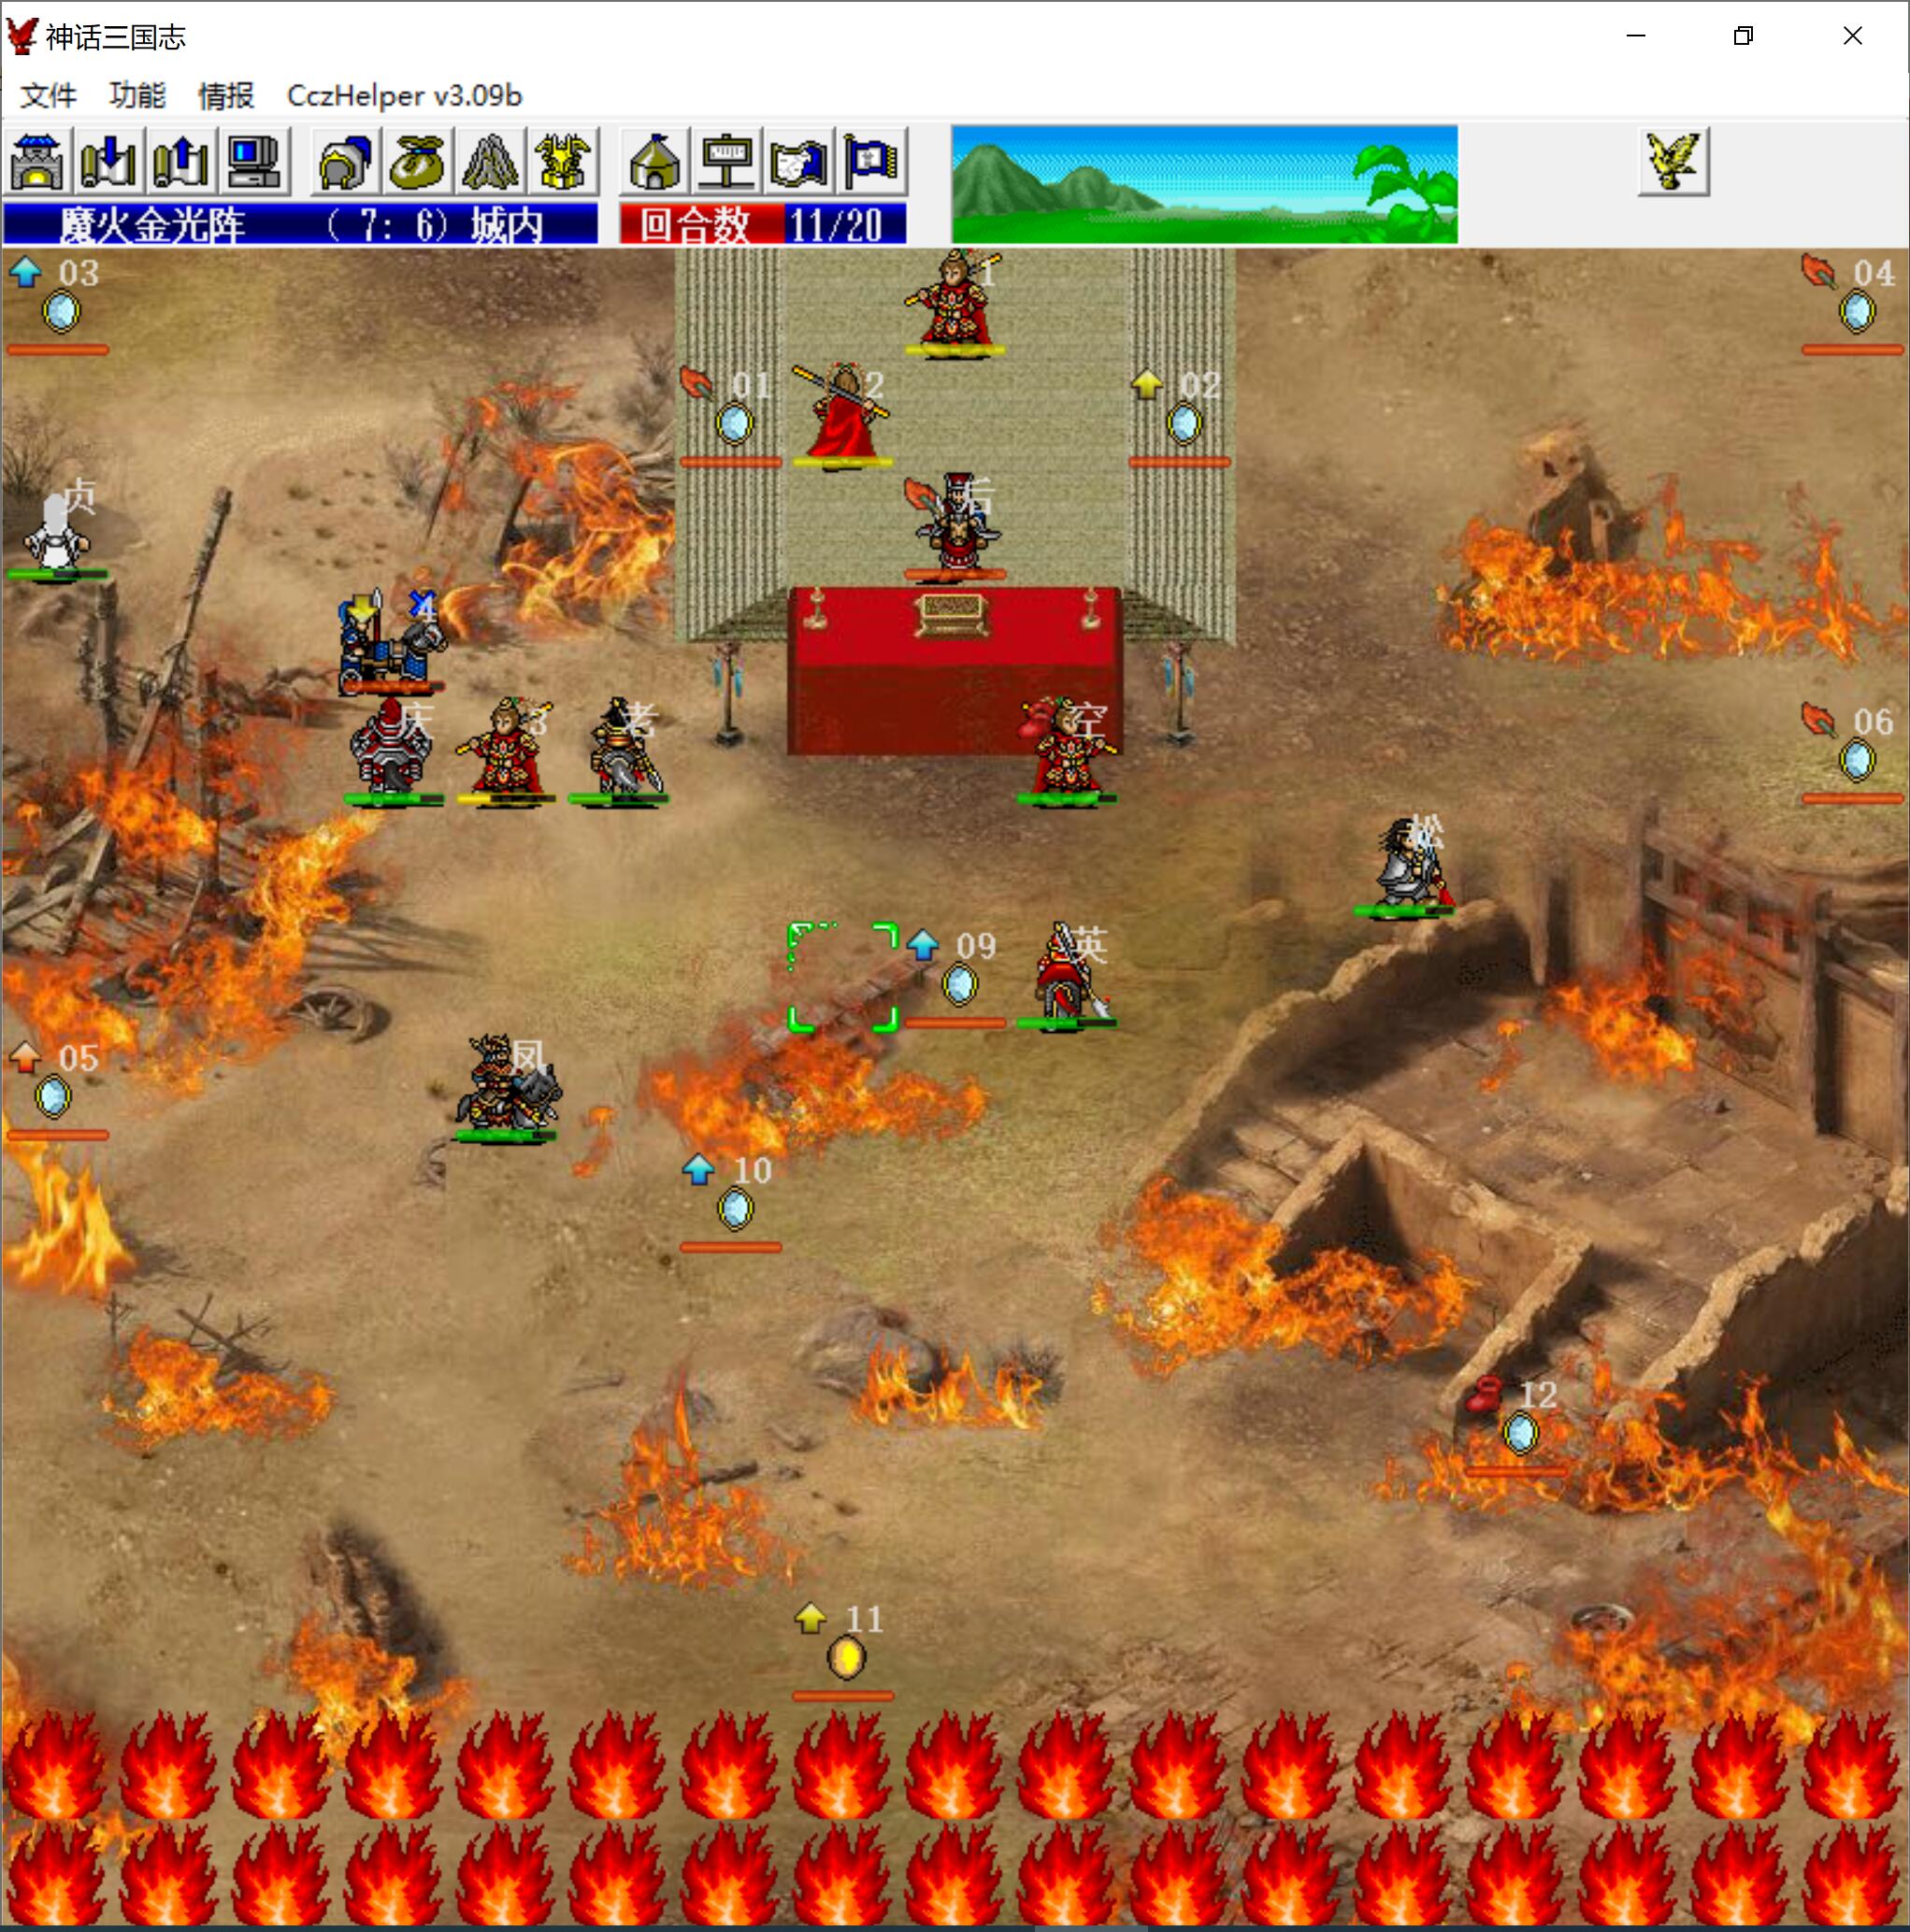 神话三国志
文件 功能 情报 CczHelper v3.09b
魔火金光阵 （ 7: 6）城内 回合数 11/20
03 1 04
01 2 02
贞 后
4
庆 3 老 空 06
松
09 英
05 凤
10
12
11